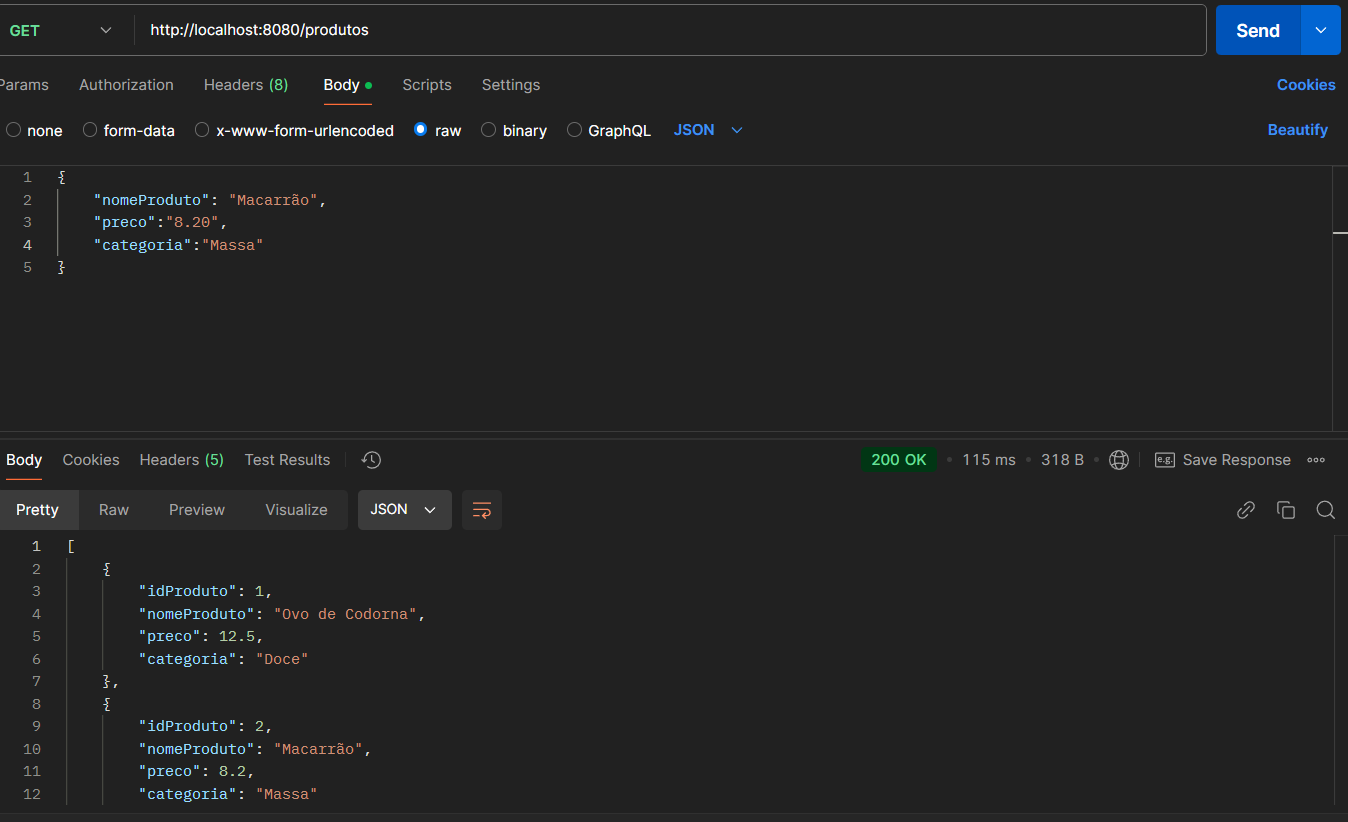 GET http://localhost:8080/produtos Send
Params Authorization Headers (8) Body Scripts Settings Cookies
none form-data x-www-form-urlencoded raw binary GraphQL JSON Beautify
1 {
2 "nomeProduto": "Macarrão",
3 "preco":"8.20",
4 "categoria":"Massa"
5 }
Body Cookies Headers (5) Test Results 200 OK • 115 ms • 318 B • e.g. Save Response
Pretty Raw Preview Visualize JSON
1 [
2 {
3 "idProduto": 1,
4 "nomeProduto": "Ovo de Codorna",
5 "preco": 12.5,
6 "categoria": "Doce"
7 },
8 {
9 "idProduto": 2,
10 "nomeProduto": "Macarrão",
11 "preco": 8.2,
12 "categoria": "Massa"